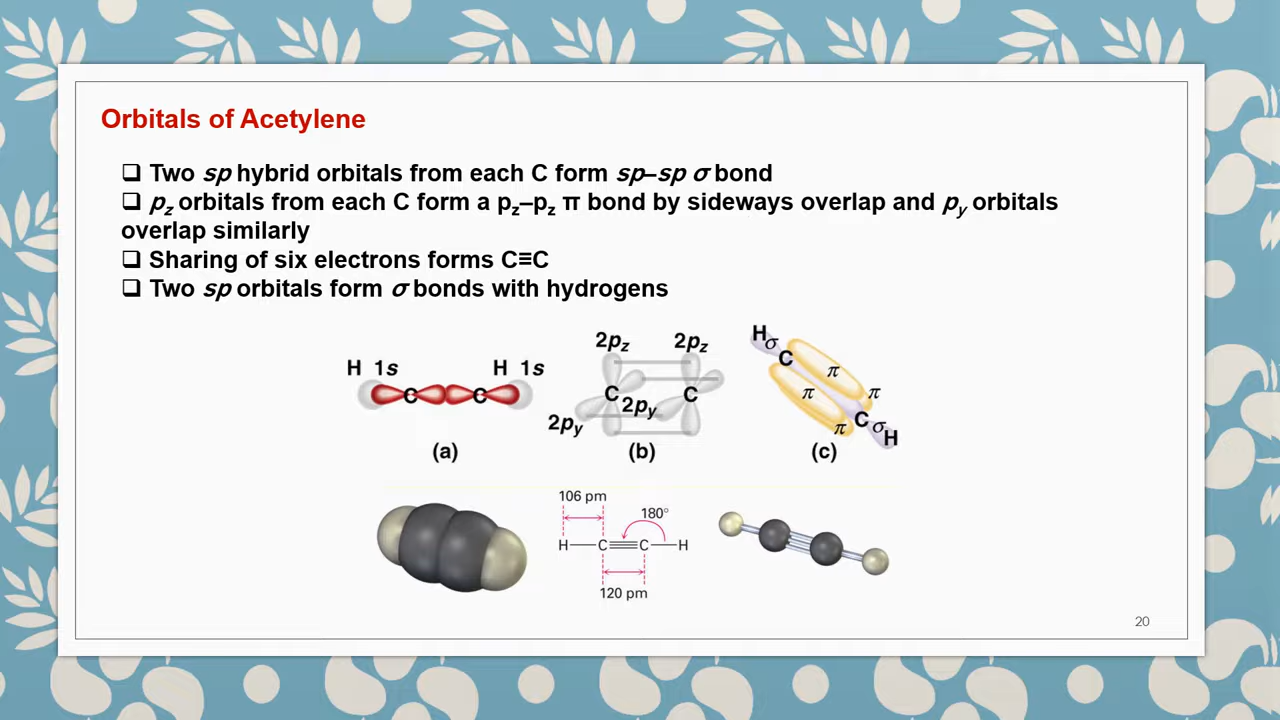 Orbitals of Acetylene
❑ Two sp hybrid orbitals from each C form sp–sp σ bond
❑ pz orbitals from each C form a pz–pz π bond by sideways overlap and py orbitals
overlap similarly
❑ Sharing of six electrons forms C≡C
❑ Two sp orbitals form σ bonds with hydrogens
H 1s H 1s
C C
(a)
2pz 2pz
C 2py C
2py
(b)
H σ
C π
π π
π C σ H
(c)
106 pm
180°
H C C H
120 pm
20